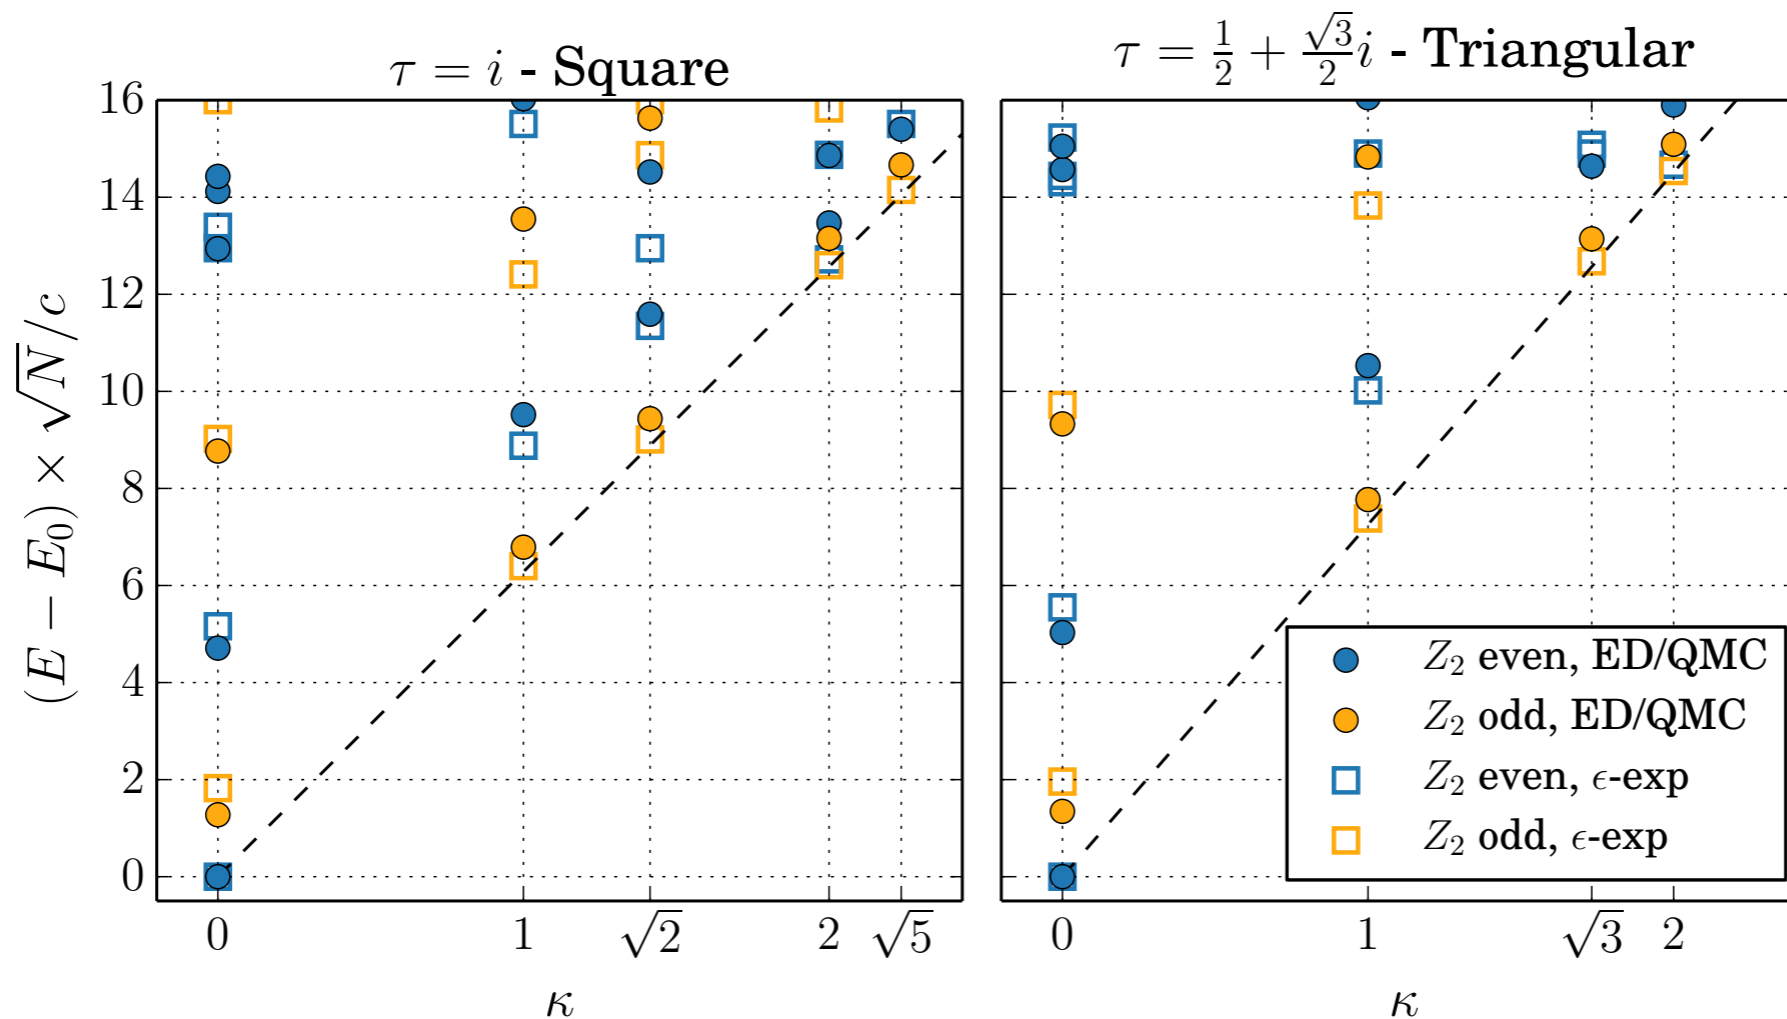 τ = i - Square
τ = 1/2 + √3/2 i - Triangular
(E − E₀) × √N/c
16
14
12
10
8
6
4
2
0
0 1 √2 2 √5
0 1 √3 2
κ
κ
Z₂ even, ED/QMC
Z₂ odd, ED/QMC
Z₂ even, ϵ-exp
Z₂ odd, ϵ-exp